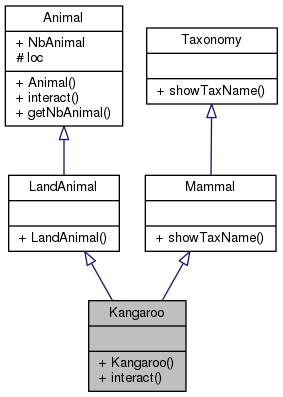 Animal
+ NbAnimal
# loc
+ Animal()
+ interact()
+ getNbAnimal()
Taxonomy
+ showTaxName()
LandAnimal
+ LandAnimal()
Mammal
+ showTaxName()
Kangaroo
+ Kangaroo()
+ interact()